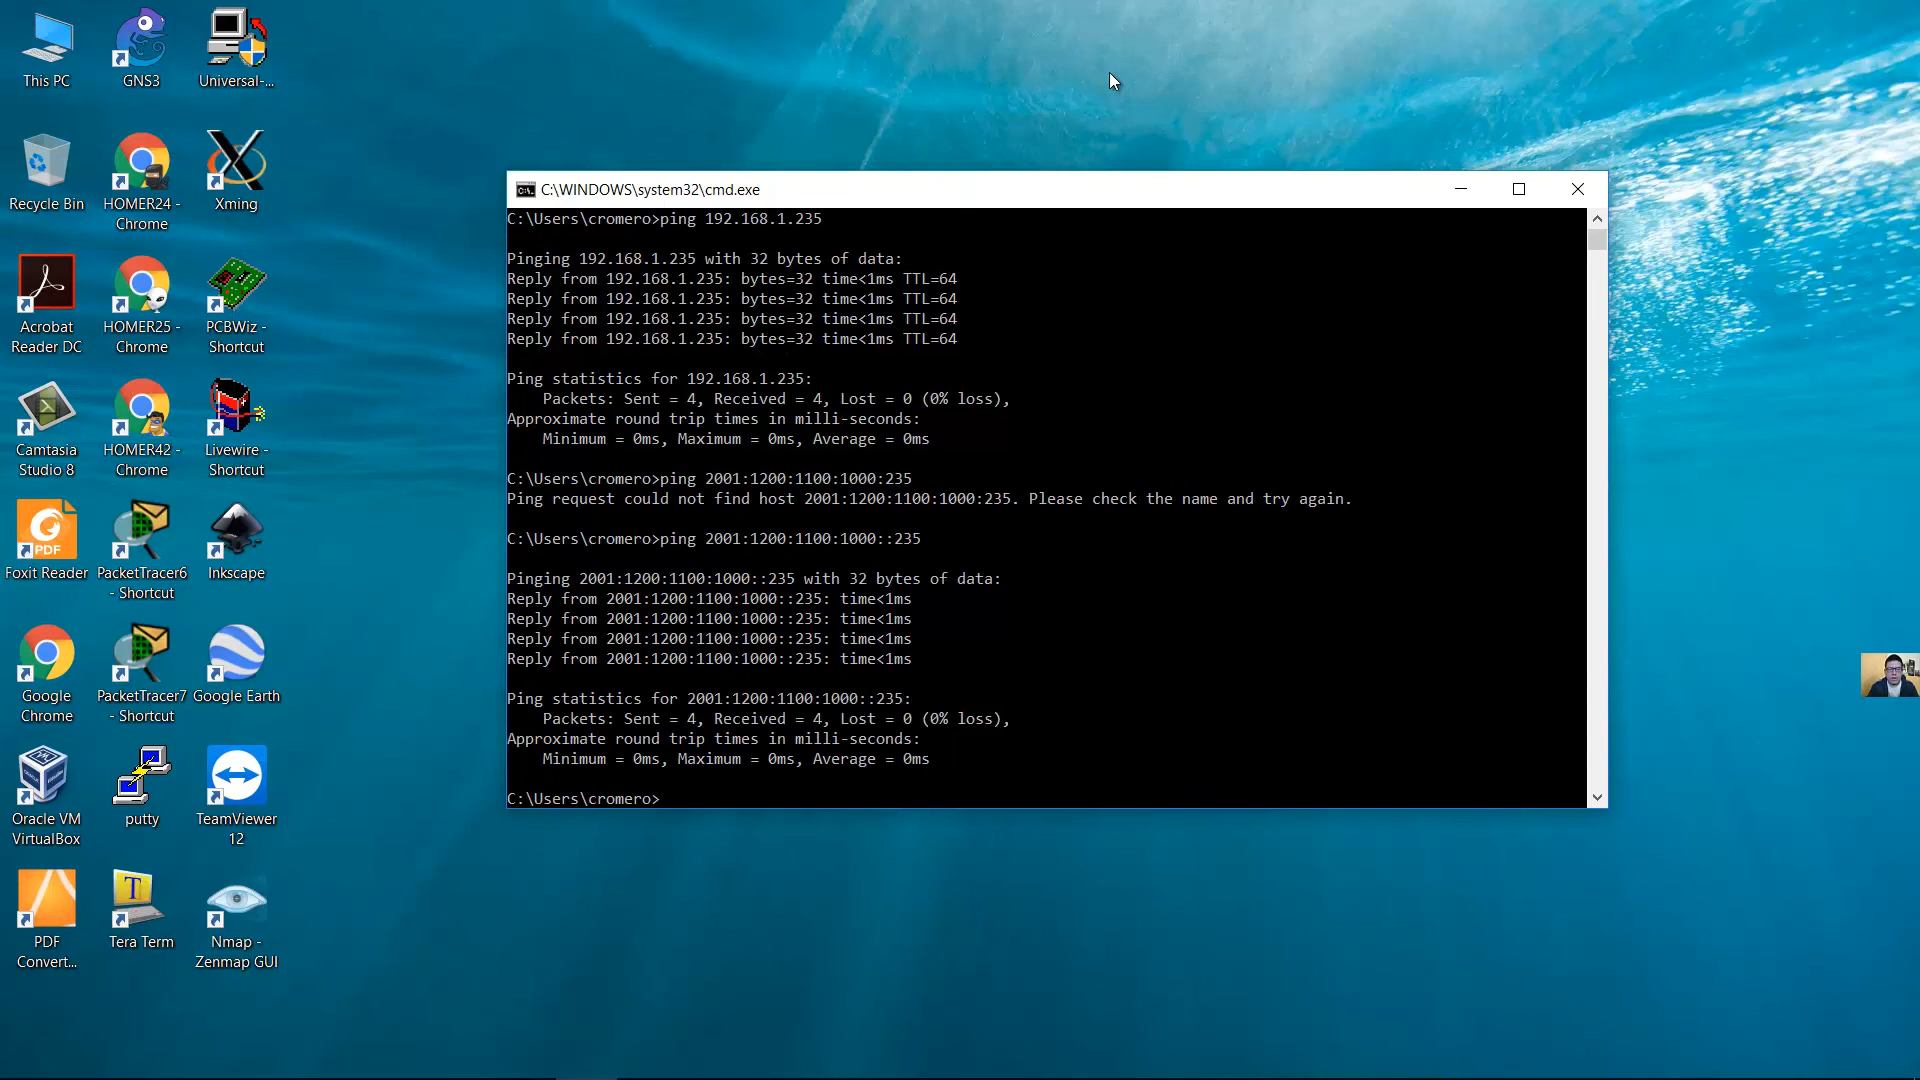 This PC
GNS3
Universal-...
Recycle Bin
HOMER24 -
Chrome
Xming
Acrobat
Reader DC
HOMER25 -
Chrome
PCBWiz -
Shortcut
Camtasia
Studio 8
HOMER42 -
Chrome
Livewire -
Shortcut
PDF
Foxit Reader
PacketTracer6
- Shortcut
Inkscape
Google
Chrome
PacketTracer7
- Shortcut
Google Earth
Oracle VM
VirtualBox
putty
TeamViewer
12
PDF
Convert...
T
Tera Term
Nmap -
Zenmap GUI
C:\WINDOWS\system32\cmd.exe
C:\Users\cromero>ping 192.168.1.235
Pinging 192.168.1.235 with 32 bytes of data:
Reply from 192.168.1.235: bytes=32 time<1ms TTL=64
Reply from 192.168.1.235: bytes=32 time<1ms TTL=64
Reply from 192.168.1.235: bytes=32 time<1ms TTL=64
Reply from 192.168.1.235: bytes=32 time<1ms TTL=64
Ping statistics for 192.168.1.235:
Packets: Sent = 4, Received = 4, Lost = 0 (0% loss),
Approximate round trip times in milli-seconds:
Minimum = 0ms, Maximum = 0ms, Average = 0ms
C:\Users\cromero>ping 2001:1200:1100:1000:235
Ping request could not find host 2001:1200:1100:1000:235. Please check the name and try again.
C:\Users\cromero>ping 2001:1200:1100:1000::235
Pinging 2001:1200:1100:1000::235 with 32 bytes of data:
Reply from 2001:1200:1100:1000::235: time<1ms
Reply from 2001:1200:1100:1000::235: time<1ms
Reply from 2001:1200:1100:1000::235: time<1ms
Reply from 2001:1200:1100:1000::235: time<1ms
Ping statistics for 2001:1200:1100:1000::235:
Packets: Sent = 4, Received = 4, Lost = 0 (0% loss),
Approximate round trip times in milli-seconds:
Minimum = 0ms, Maximum = 0ms, Average = 0ms
C:\Users\cromero>